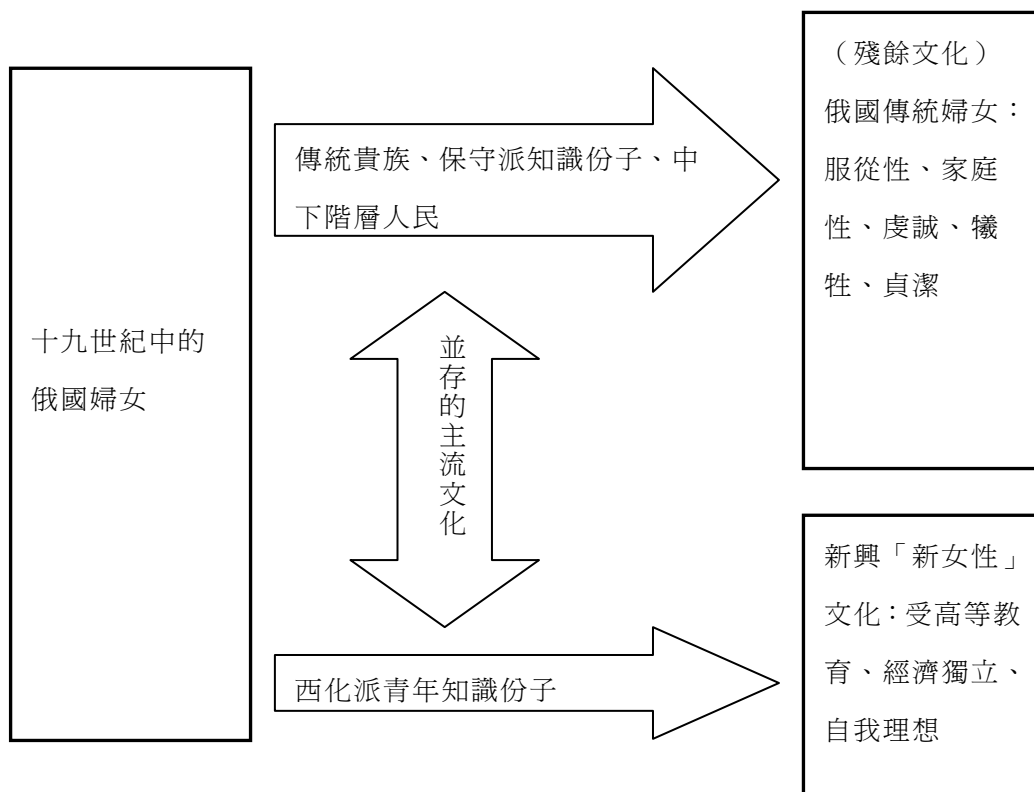 十九世紀中的
俄國婦女
傳統貴族、保守派知識份子、中
下階層人民
（殘餘文化）
俄國傳統婦女：
服從性、家庭
性、虔誠、犧
牲、貞潔
並存的主流文化
西化派青年知識份子
新興「新女性」
文化：受高等教
育、經濟獨立、
自我理想